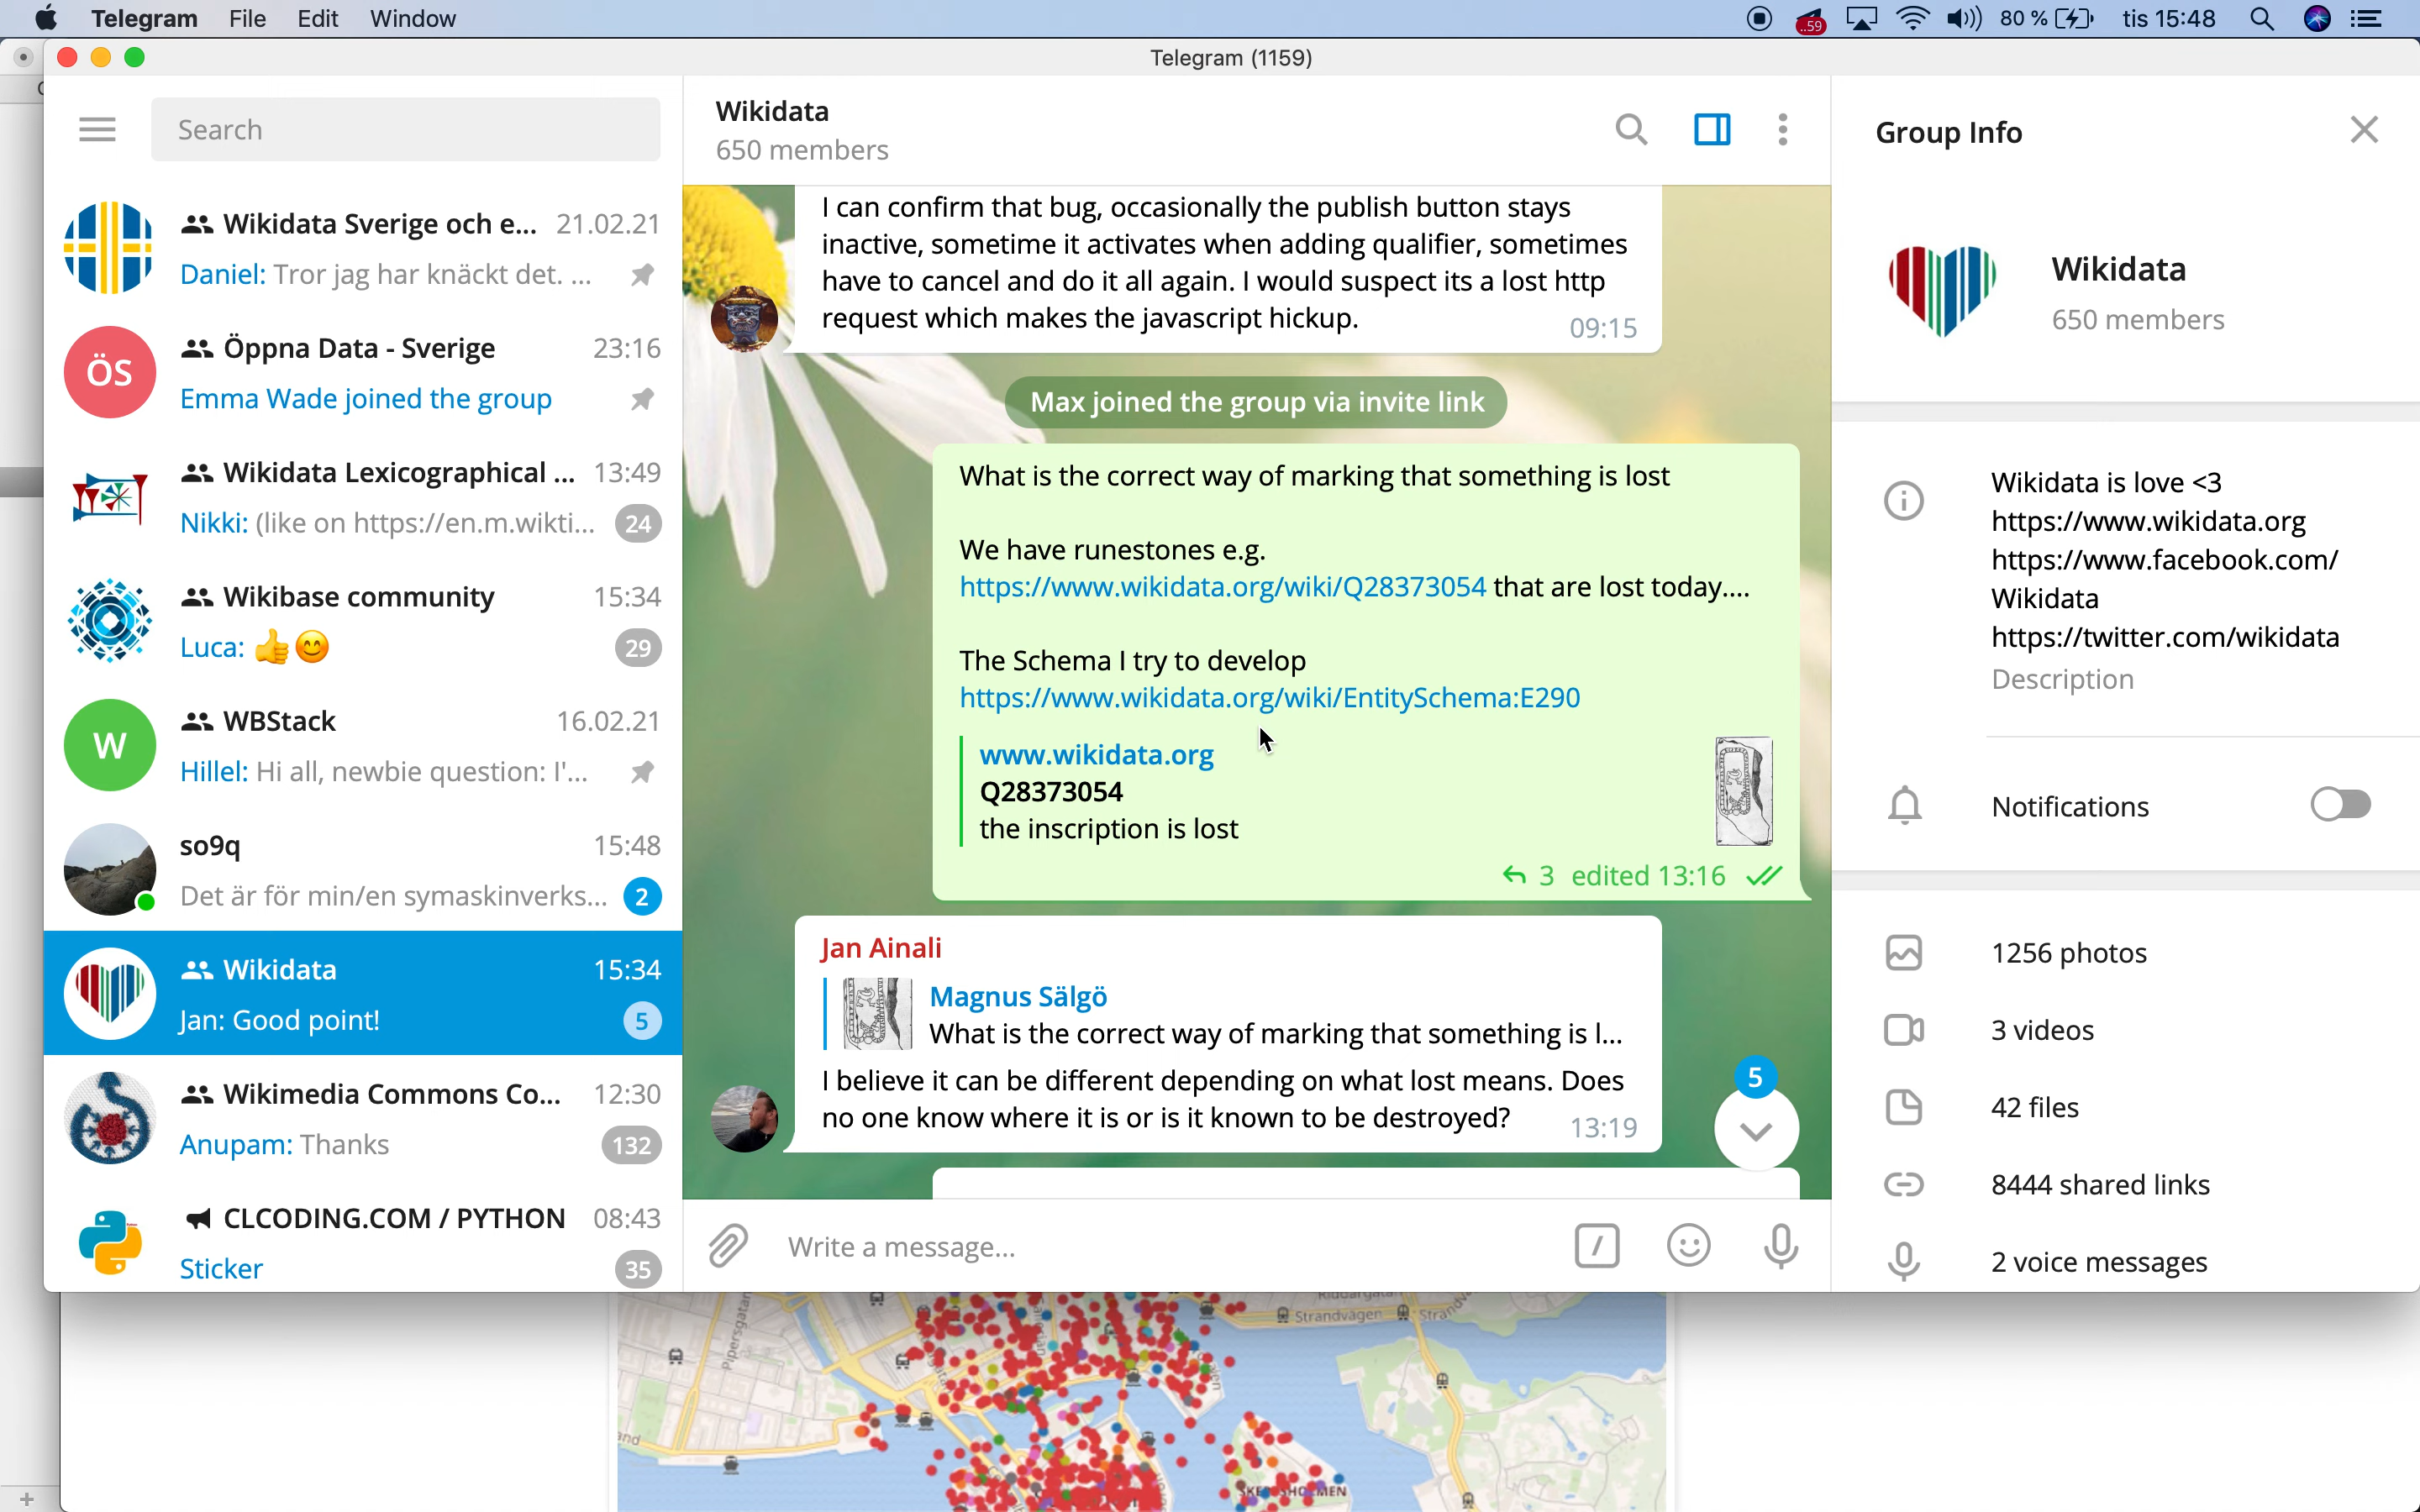 Telegram File Edit Window
..59 80 % tis 15:48
Telegram (1159)
Search
Wikidata Sverige och e... 21.02.21
Daniel: Tror jag har knäckt det. ...
ÖS
Öppna Data - Sverige 23:16
Emma Wade joined the group
Wikidata Lexicographical ... 13:49
Nikki: (like on https://en.m.wikti... 24
Wikibase community 15:34
Luca: 👍😊 29
W
WBStack 16.02.21
Hillel: Hi all, newbie question: I'...
so9q 15:48
Det är för min/en symaskinverks... 2
Wikidata 15:34
Jan: Good point! 5
Wikimedia Commons Co... 12:30
Anupam: Thanks 132
CLCODING.COM / PYTHON 08:43
Sticker 35
Wikidata
650 members
I can confirm that bug, occasionally the publish button stays
inactive, sometime it activates when adding qualifier, sometimes
have to cancel and do it all again. I would suspect its a lost http
request which makes the javascript hickup. 09:15
Max joined the group via invite link
What is the correct way of marking that something is lost
We have runestones e.g.
https://www.wikidata.org/wiki/Q28373054 that are lost today....
The Schema I try to develop
https://www.wikidata.org/wiki/EntitySchema:E290
www.wikidata.org
Q28373054
the inscription is lost
3 edited 13:16
Jan Ainali
Magnus Sälgö
What is the correct way of marking that something is l...
I believe it can be different depending on what lost means. Does
no one know where it is or is it known to be destroyed? 13:19
5
Write a message...
Group Info
Wikidata
650 members
Wikidata is love <3
https://www.wikidata.org
https://www.facebook.com/
Wikidata
https://twitter.com/wikidata
Description
Notifications
1256 photos
3 videos
42 files
8444 shared links
2 voice messages
Pipersgatan
Strandvägen